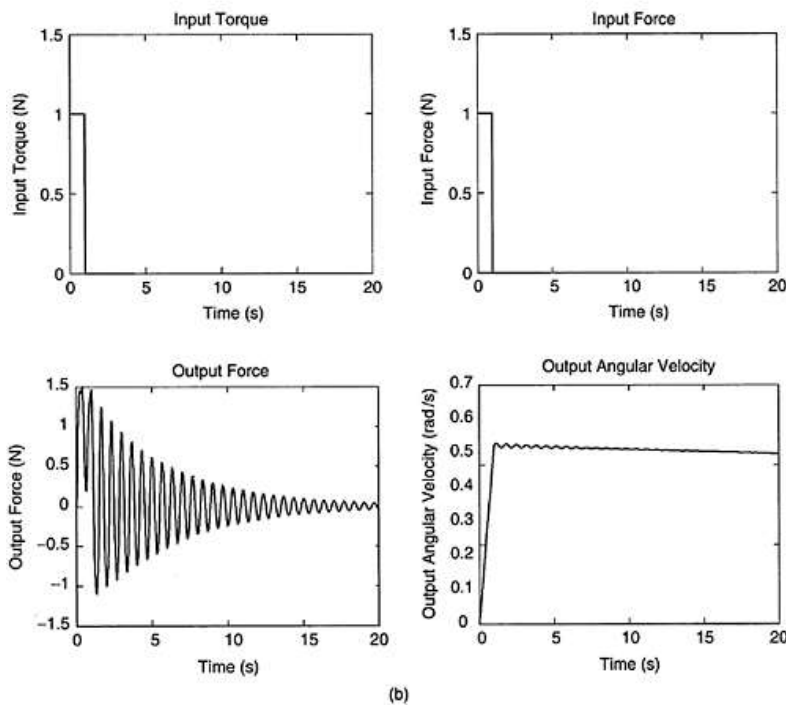 Input Torque
1.5
1
0.5
0
Input Torque (N)
0 5 10 15 20
Time (s)
Input Force
1.5
1
0.5
0
Input Force (N)
0 5 10 15 20
Time (s)
Output Force
1.5
1
0.5
0
−0.5
−1
−1.5
Output Force (N)
0 5 10 15 20
Time (s)
Output Angular Velocity
0.7
0.6
0.5
0.4
0.3
0.2
0.1
0
Output Angular Velocity (rad/s)
0 5 10 15 20
Time (s)
(b)